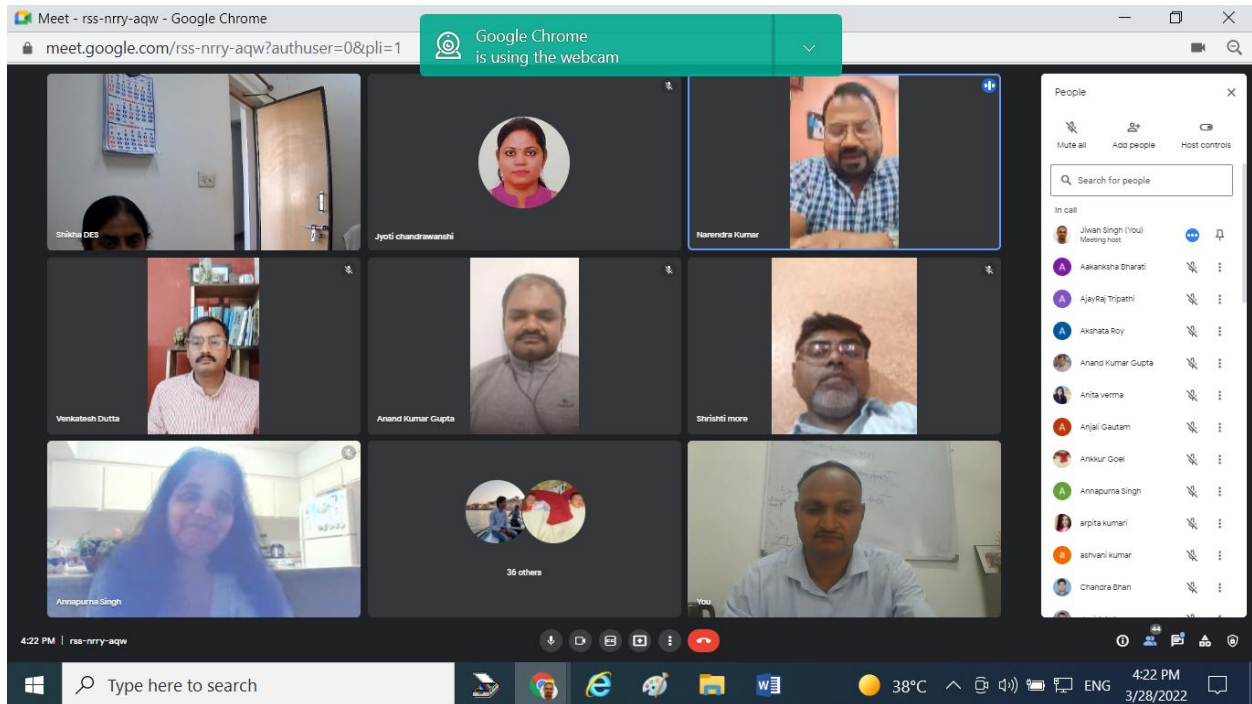 Meet - rss-nrry-aqw - Google Chrome
meet.google.com/rss-nrry-aqw?authuser=0&pli=1
Google Chrome
is using the webcam
Shikha DES
Jyoti chandrawanshi
Narendra Kumar
Venkatesh Dutta
Anand Kumar Gupta
Shrishti more
Annapurna Singh
36 others
You
People
Mute all
Add people
Host controls
Search for people
In call
Jiwan Singh (You)
Meeting host
A Aakanksha Bharati
A AjayRaj Tripathi
A Akshata Roy
Anand Kumar Gupta
Anita verma
A Anjali Gautam
Ankkur Goel
A Annapurna Singh
arpita kumari
a ashvani kumar
Chandra Bhan
4:22 PM | rss-nrry-aqw
44
Type here to search
38°C
ENG
4:22 PM
3/28/2022